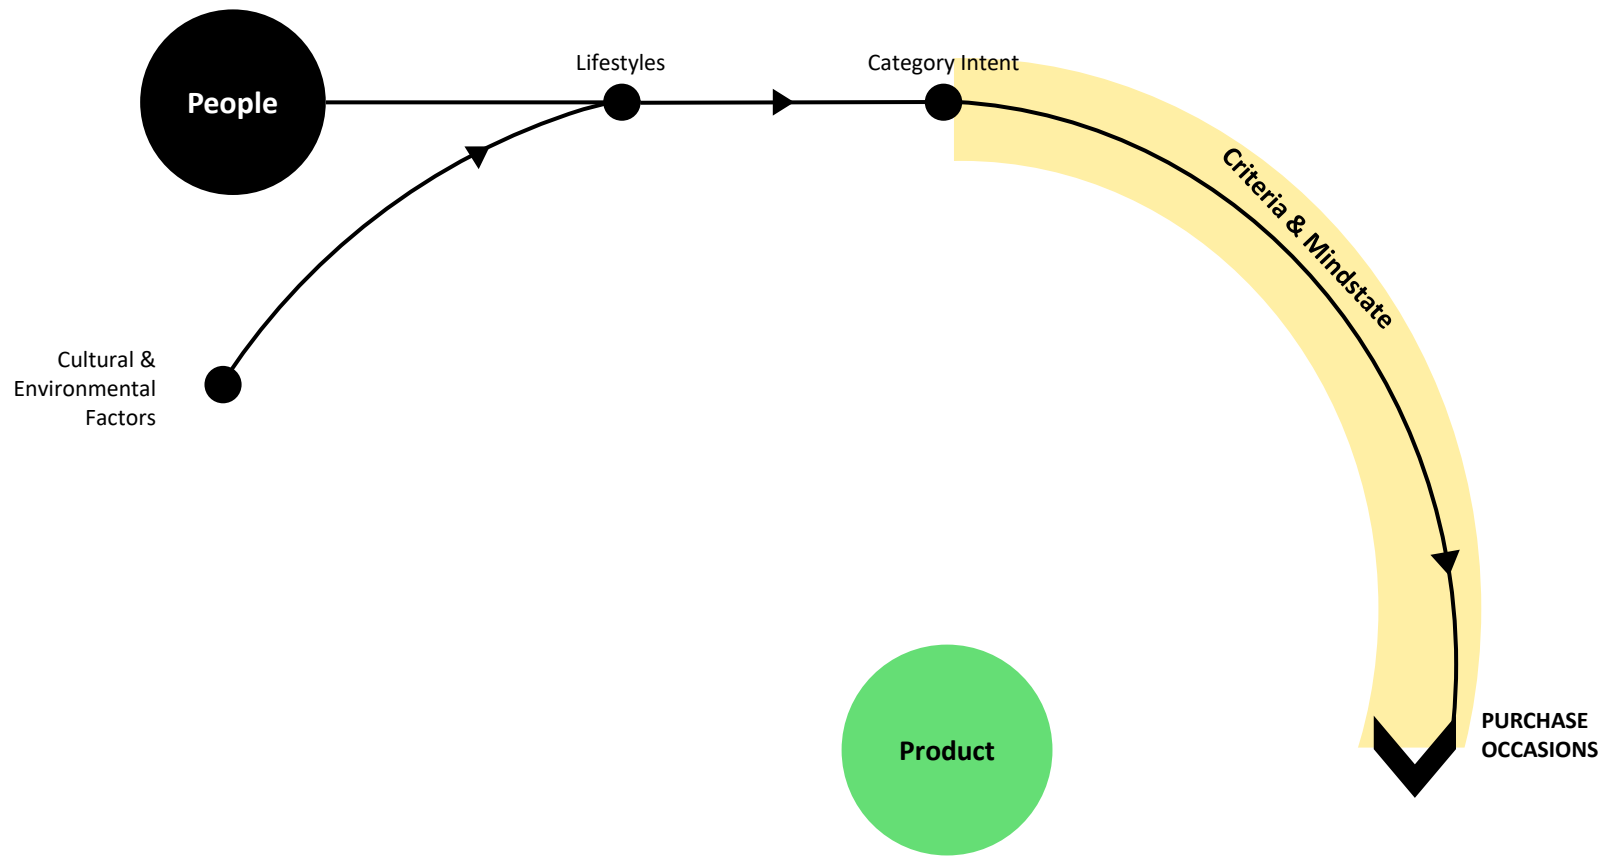 People
Lifestyles
Category Intent
Criteria & Mindstate
Cultural &
Environmental
Factors
Product
PURCHASE
OCCASIONS